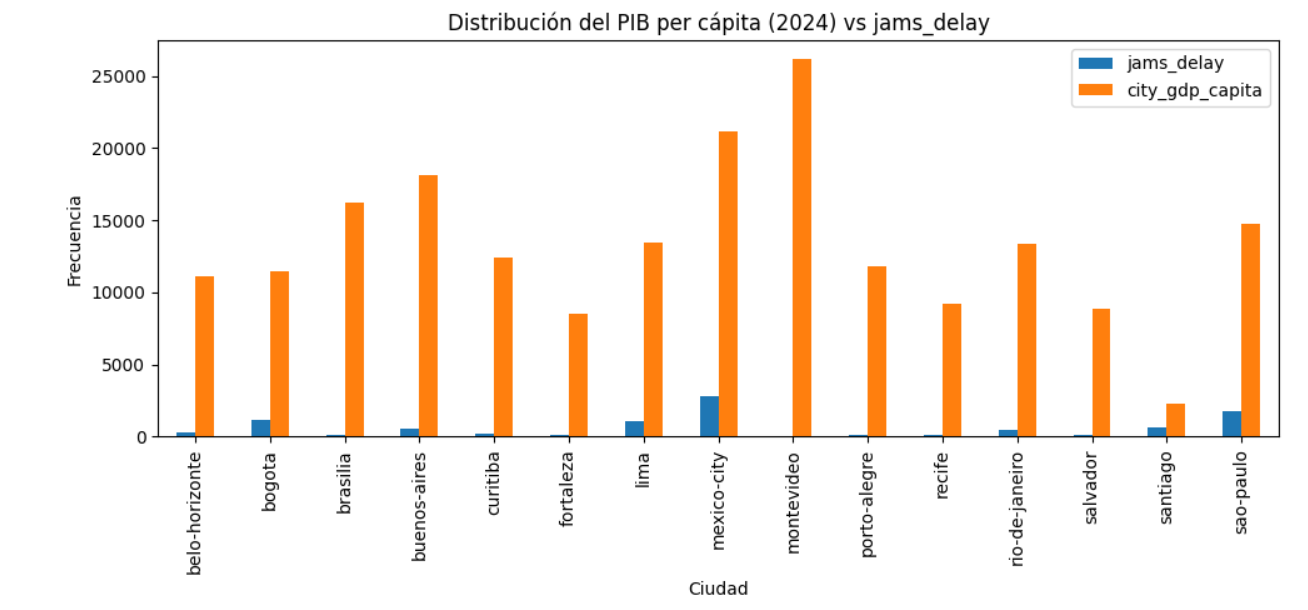 Distribución del PIB per cápita (2024) vs jams_delay
jams_delay
city_gdp_capita
Frecuencia
25000
20000
15000
10000
5000
0
belo-horizonte
bogota
brasilia
buenos-aires
curitiba
fortaleza
lima
mexico-city
montevideo
porto-alegre
recife
rio-de-janeiro
salvador
santiago
sao-paulo
Ciudad